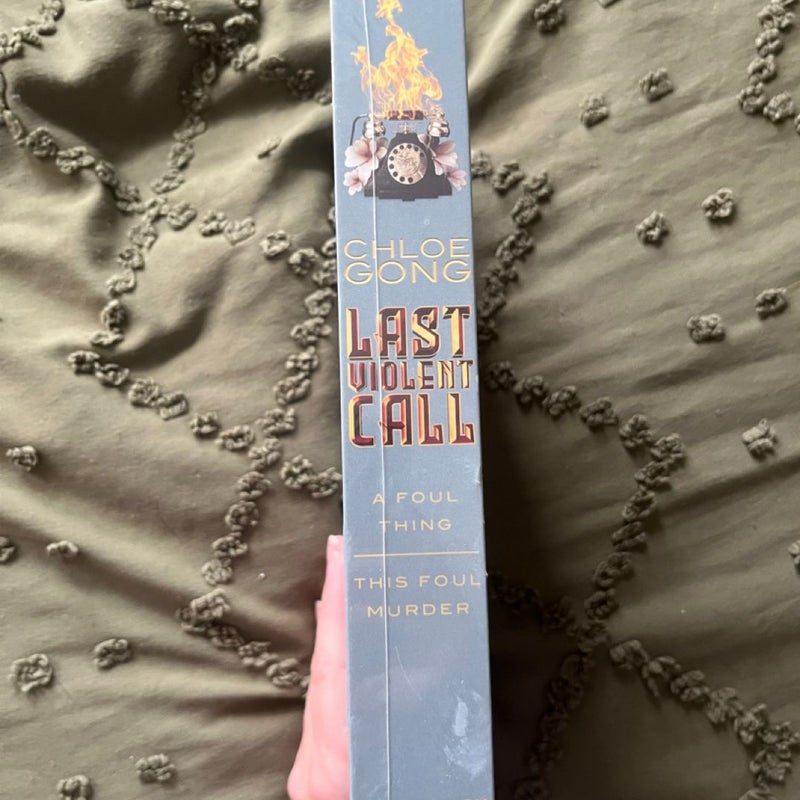 CHLOE
GONG
LAST
VIOLENT
CALL
A FOUL
THING
THIS FOUL
MURDER